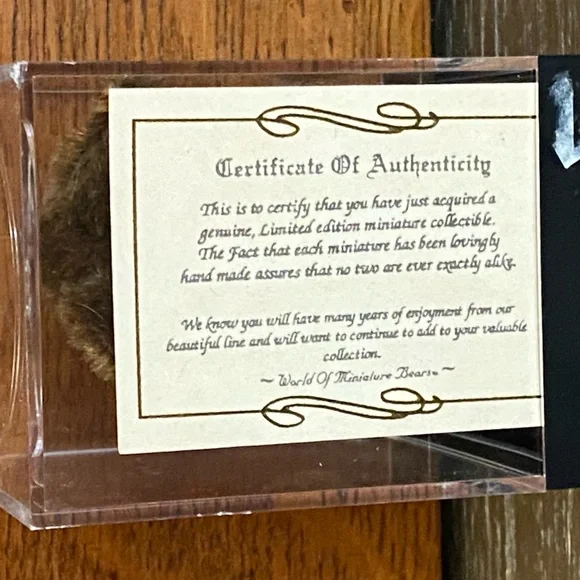 Certificate Of Authenticity
This is to certify that you have just acquired a
genuine, Limited edition miniature collectible.
The Fact that each miniature has been lovingly
hand made assures that no two are ever exactly alike.
We know you will have many years of enjoyment from our
beautiful line and will want to continue to add to your valuable
collection.
~ World Of Miniature Bears™ ~